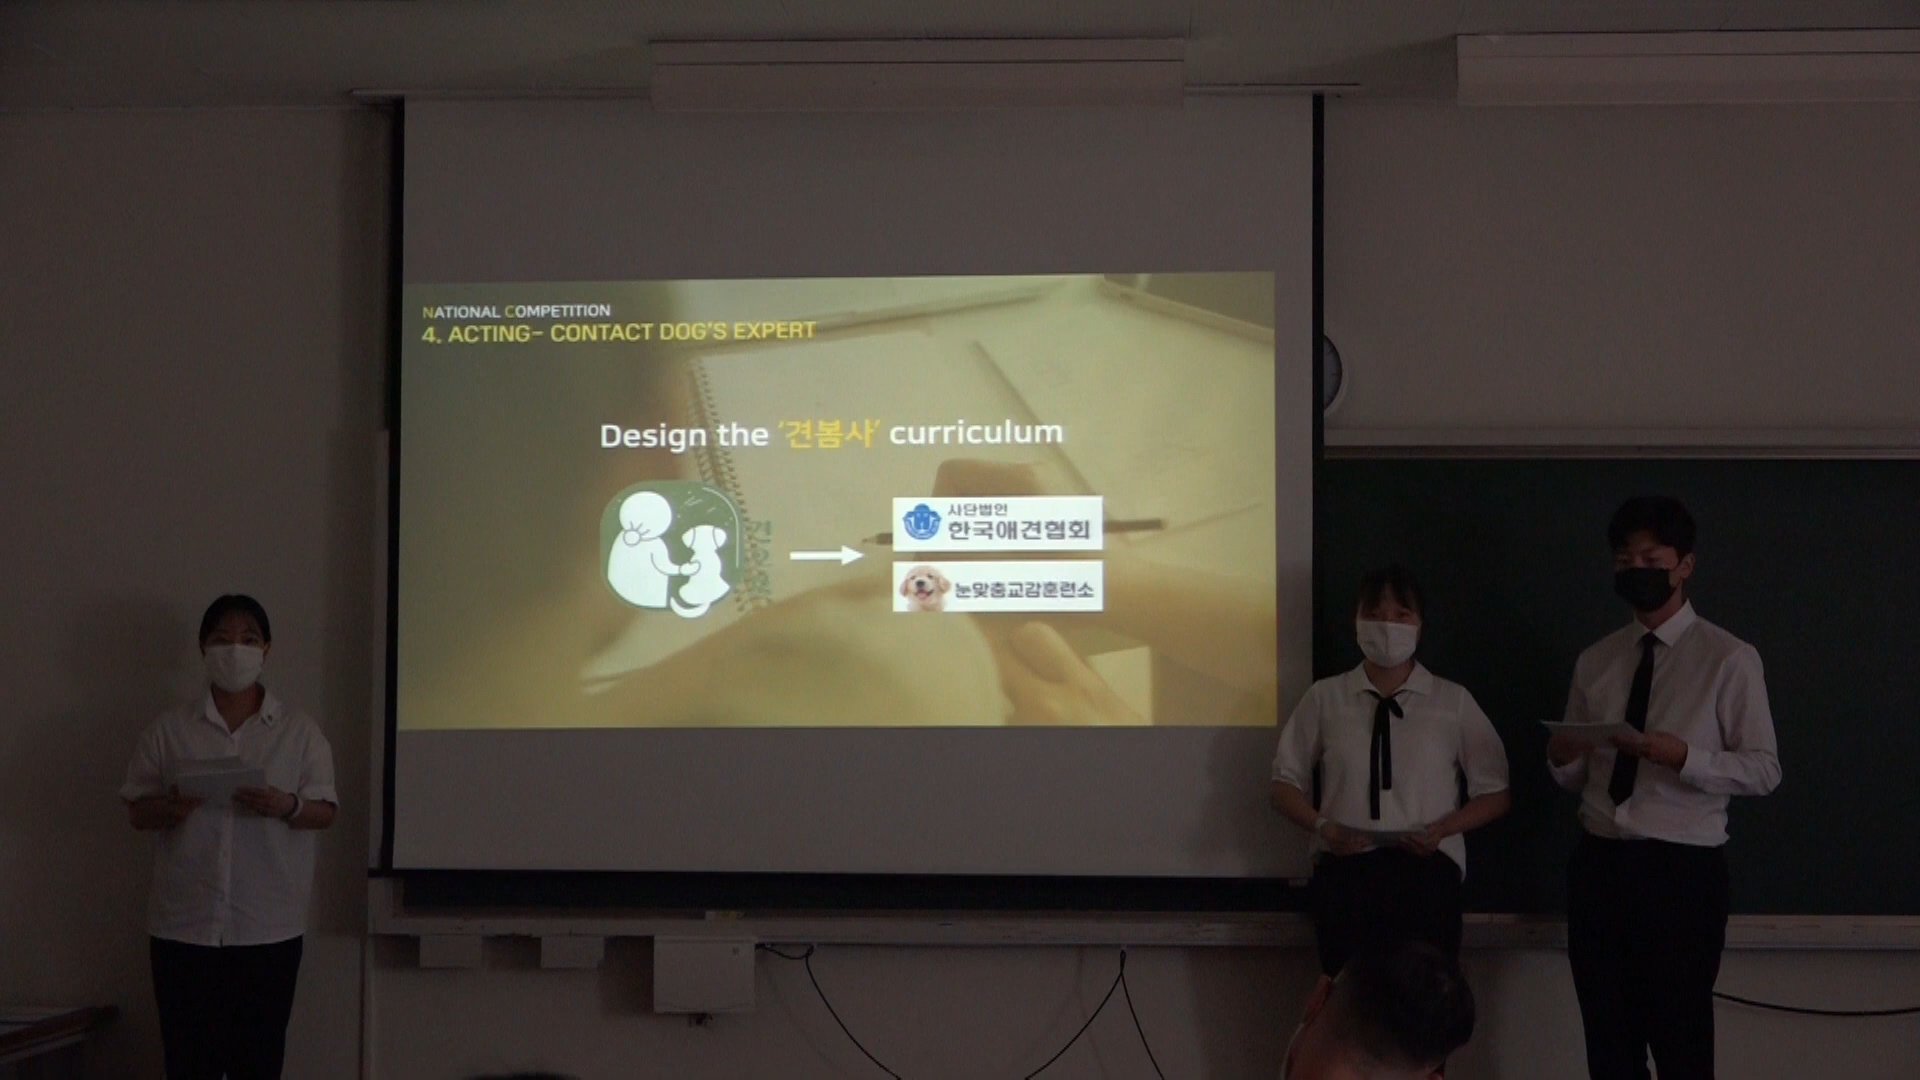 NATIONAL COMPETITION
4. ACTING- CONTACT DOG'S EXPERT
Design the '견봄사' curriculum
사단법인
한국애견협회
눈맞춤교감훈련소